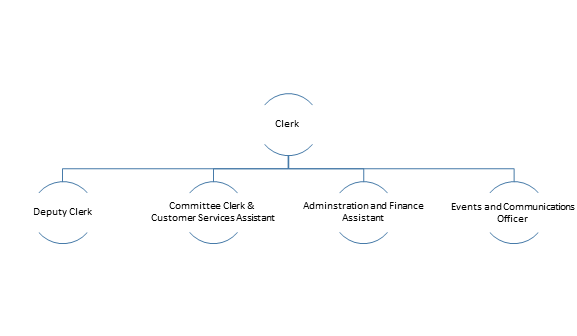 Clerk
Deputy Clerk
Committee Clerk &
Customer Services Assistant
Adminstration and Finance
Assistant
Events and Communications
Officer